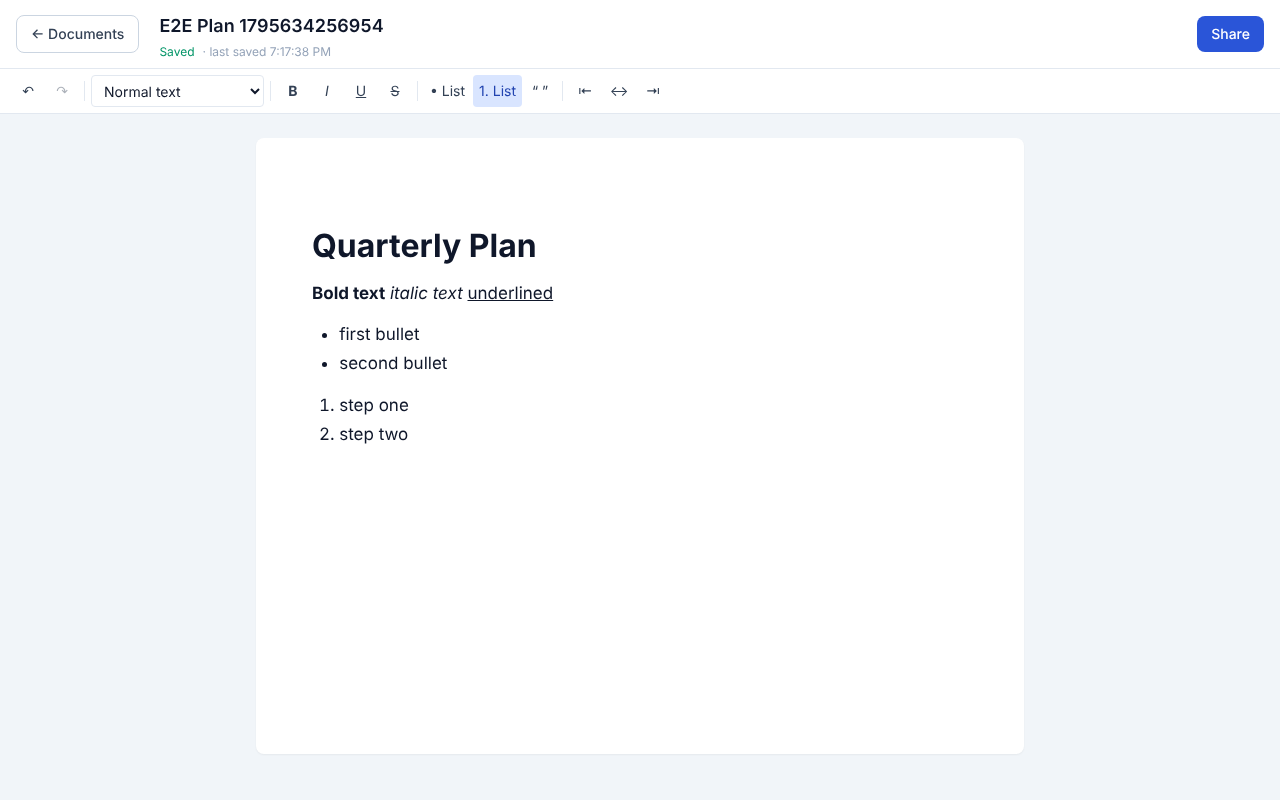 ← Documents
E2E Plan 1795634256954
Saved · last saved 7:17:38 PM
Share
↶ ↷ Normal text B I U S • List 1. List “ ” ⇤ ↔ ⇥
Quarterly Plan
Bold text italic text underlined
• first bullet
• second bullet
1. step one
2. step two